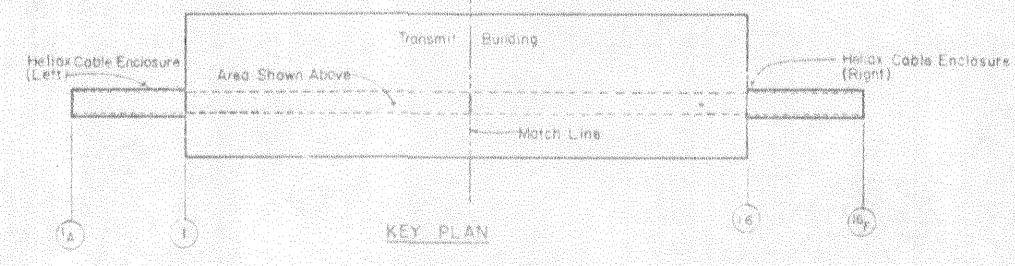 Transmit Building
Heliax Cable Enclosure
(Left)
Area Shown Above
Heliax Cable Enclosure
(Right)
Match Line
1A
1
16
KEY PLAN